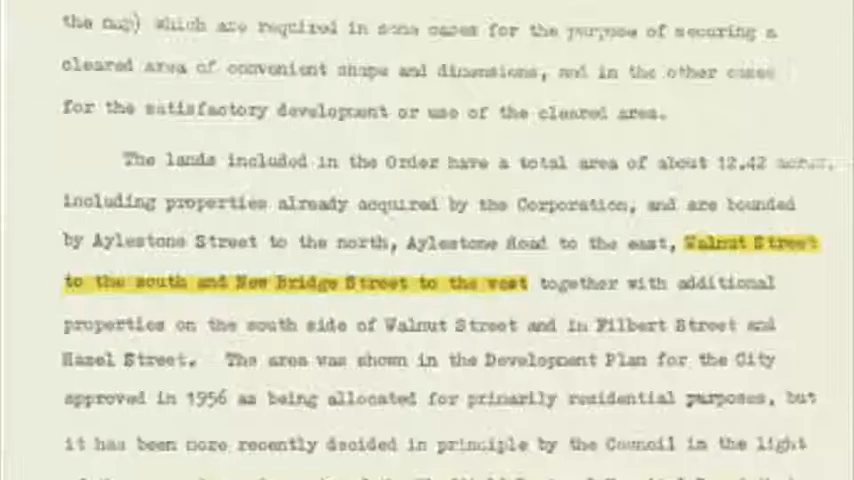 the map) which are required in some cases for the purpose of securing a
cleared area of convenient shape and dimensions, and in the other cases
for the satisfactory development or use of the cleared area.
The lands included in the Order have a total area of about 12.42 acres,
including properties already acquired by the Corporation, and are bounded
by Aylestone Street to the north, Aylestone Road to the east, Walnut Street
to the south and New Bridge Street to the west together with additional
properties on the south side of Walnut Street and in Filbert Street and
Hazel Street. The area was shown in the Development Plan for the City
approved in 1956 as being allocated for primarily residential purposes, but
it has been more recently decided in principle by the Council in the light